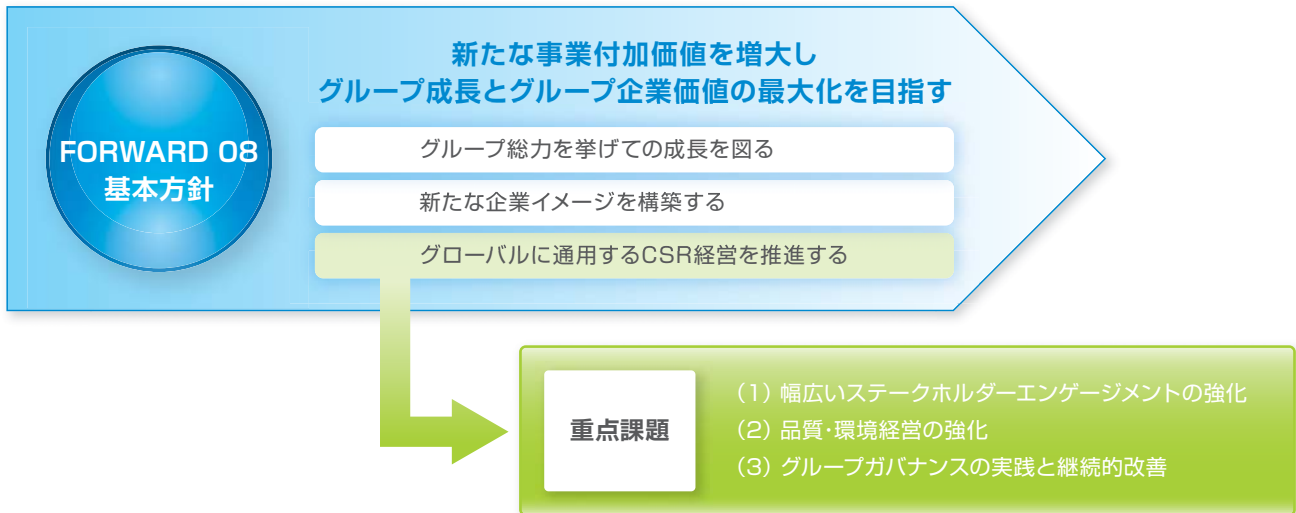 FORWARD 08
基本方針
新たな事業付加価値を増大し
グループ成長とグループ企業価値の最大化を目指す
グループ総力を挙げての成長を図る
新たな企業イメージを構築する
グローバルに通用するCSR経営を推進する
重点課題
（1）幅広いステークホルダーエンゲージメントの強化
（2）品質・環境経営の強化
（3）グループガバナンスの実践と継続的改善